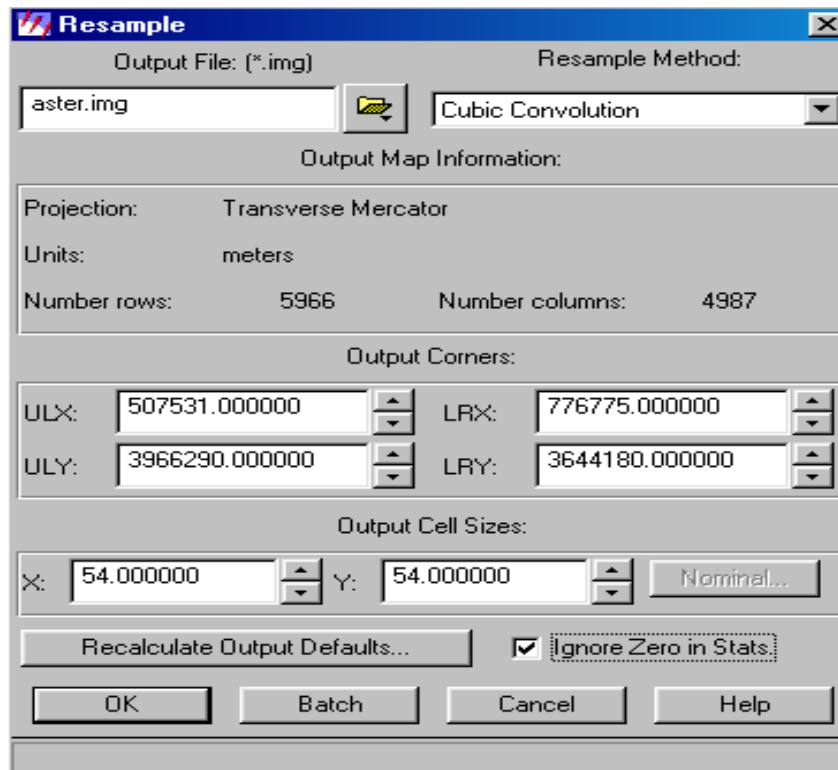 Resample
Output File: (*.img) Resample Method:
aster.img Cubic Convolution
Output Map Information:
Projection: Transverse Mercator
Units: meters
Number rows: 5966 Number columns: 4987
Output Corners:
ULX: 507531.000000 LRX: 776775.000000
ULY: 3966290.000000 LRY: 3644180.000000
Output Cell Sizes:
X: 54.000000 Y: 54.000000 Nominal...
Recalculate Output Defaults... Ignore Zero in Stats.
OK Batch Cancel Help